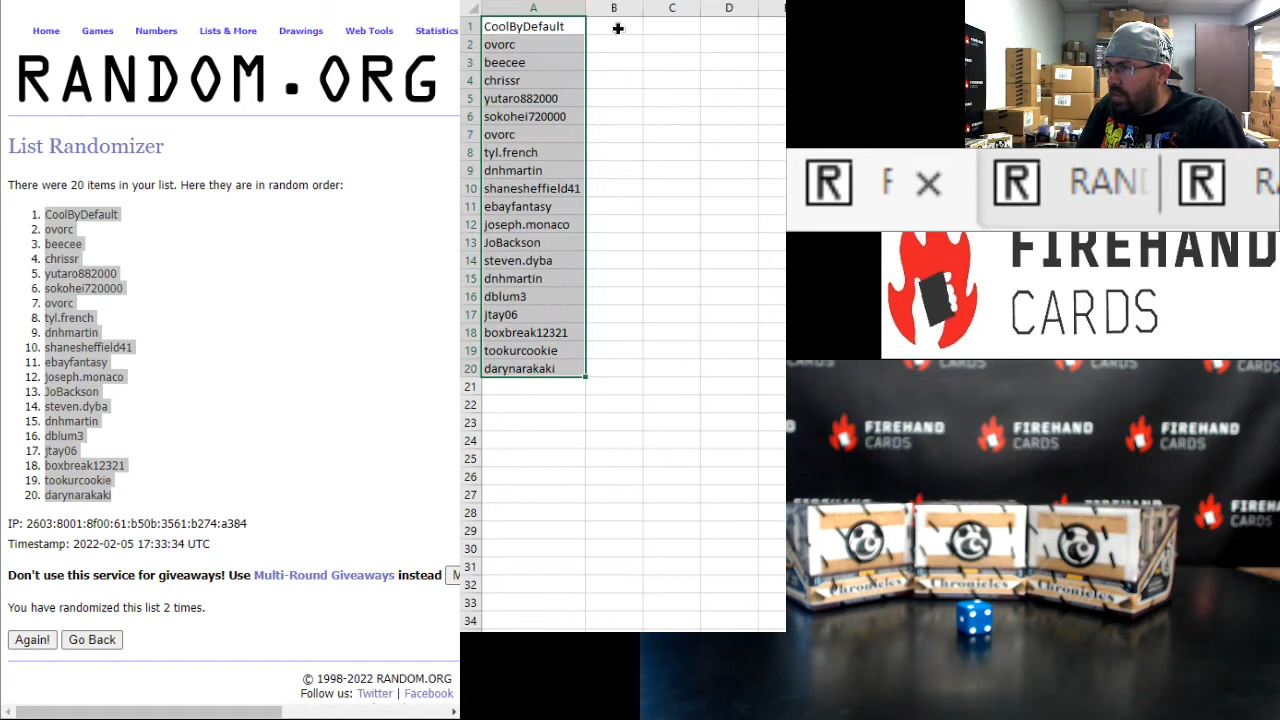 Home Games Numbers Lists & More Drawings Web Tools Statistics
RANDOM.ORG
List Randomizer
There were 20 items in your list. Here they are in random order:
1. CoolByDefault
2. ovorc
3. beecee
4. chrissr
5. yutaro882000
6. sokohei720000
7. ovorc
8. tyl.french
9. dnhmartin
10. shanesheffield41
11. ebayfantasy
12. joseph.monaco
13. JoBackson
14. steven.dyba
15. dnhmartin
16. dblum3
17. jtay06
18. boxbreak12321
19. tookurcookie
20. darynarakaki
IP: 2603:8001:8f00:61:b50b:3561:b274:a384
Timestamp: 2022-02-05 17:33:34 UTC
Don't use this service for giveaways! Use Multi-Round Giveaways instead
You have randomized this list 2 times.
Again! Go Back
© 1998-2022 RANDOM.ORG
Follow us: Twitter | Facebook
A B C D
1 CoolByDefault
2 ovorc
3 beecee
4 chrissr
5 yutaro882000
6 sokohei720000
7 ovorc
8 tyl.french
9 dnhmartin
10 shanesheffield41
11 ebayfantasy
12 joseph.monaco
13 JoBackson
14 steven.dyba
15 dnhmartin
16 dblum3
17 jtay06
18 boxbreak12321
19 tookurcookie
20 darynarakaki
21
22
23
24
25
26
27
28
29
30
31
32
33
34
R F R RAND R RA
FIREHAND
CARDS
FIREHAND
CARDS
FIREHAND
CARDS
FIREHAND
CARDS
FIREHAND
CARDS
Chronicles
Chronicles
Chronicles